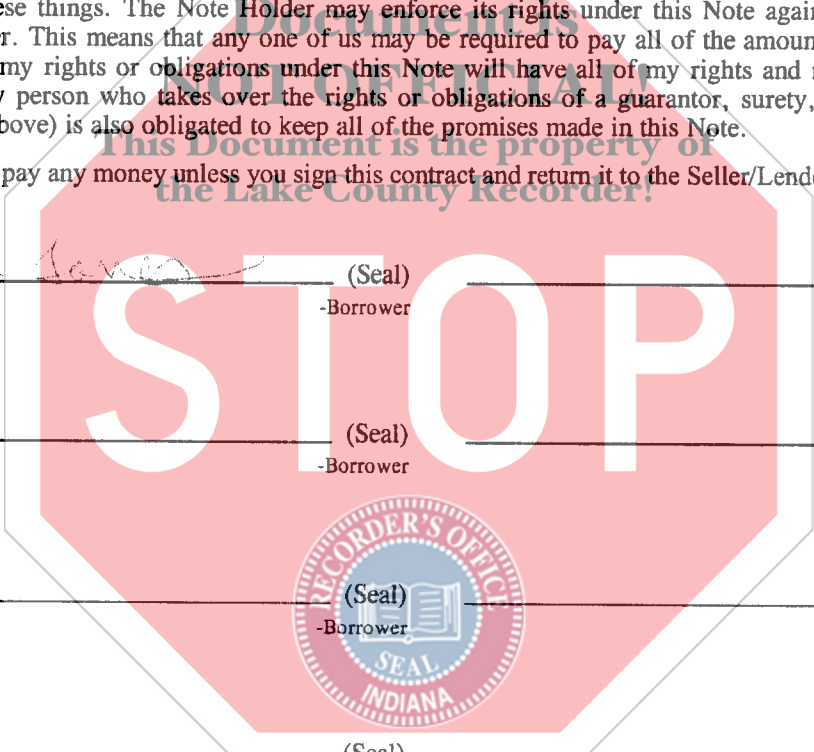 ese things. The Note Holder may enforce its rights under this Note again
Document is
r. This means that any one of us may be required to pay all of the amoun
my rights or obligations under this Note will have all of my rights and
NOT OFFICIAL!
person who takes over the rights or obligations of a guarantor, surety,
bove) is also obligated to keep all of the promises made in this Note.
This Document is the property of
pay any money unless you sign this contract and return it to the Seller/Lende
the Lake County Recorder!
(Seal)
-Borrower
STOP
(Seal)
-Borrower
RECORDER'S OFFICE
(Seal)
-Borrower
SEAL
INDIANA
(Seal)